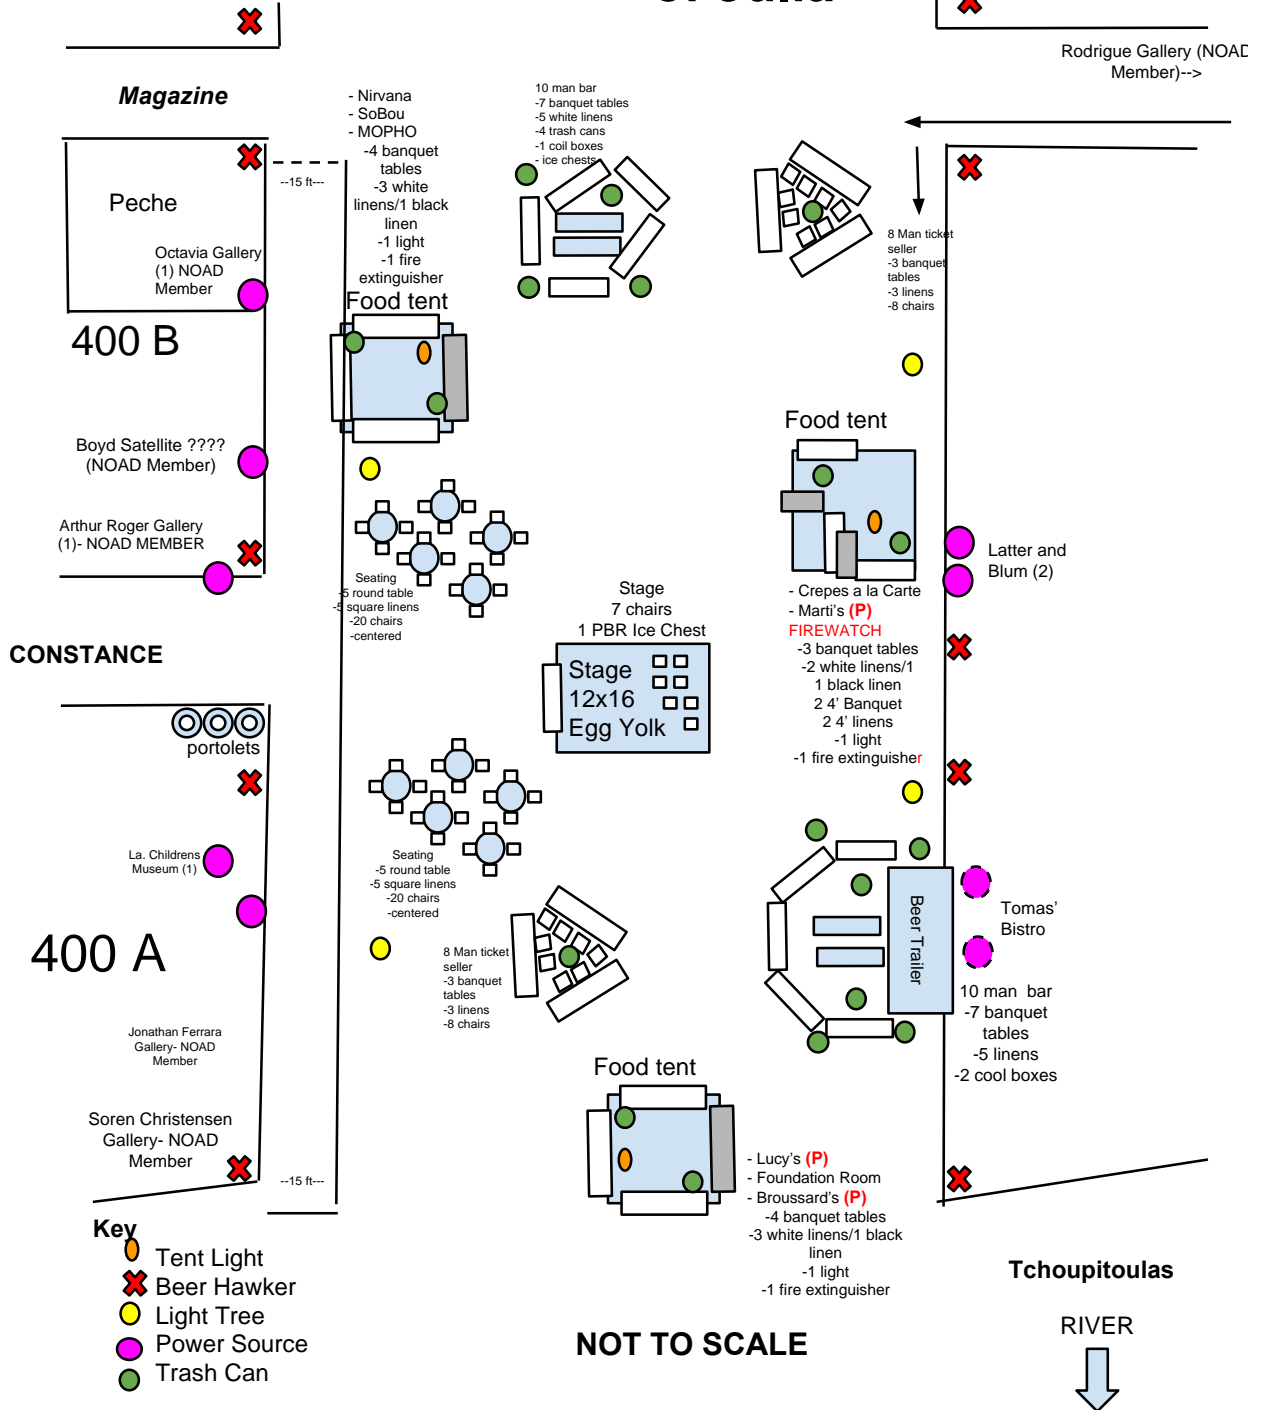 Rodrigue Gallery (NOAD
Member)-->
Magazine
- Nirvana
- SoBou
- MOPHO
-4 banquet
tables
-3 white
linens/1 black
linen
-1 light
-1 fire
extinguisher
Food tent
10 man bar
-7 banquet tables
-5 white linens
-4 trash cans
-1 coil boxes
- ice chests
--15 ft---
Peche
Octavia Gallery
(1) NOAD
Member
400 B
8 Man ticket
seller
-3 banquet
tables
-3 linens
-8 chairs
Boyd Satellite ????
(NOAD Member)
Arthur Roger Gallery
(1)- NOAD MEMBER
Food tent
Latter and
Blum (2)
Seating
-5 round table
-5 square linens
-20 chairs
-centered
Stage
7 chairs
1 PBR Ice Chest
Stage
12x16
Egg Yolk
- Crepes a la Carte
- Marti's (P)
FIREWATCH
-3 banquet tables
-2 white linens/1
1 black linen
2 4' Banquet
2 4' linens
-1 light
-1 fire extinguisher
CONSTANCE
portolets
La. Childrens
Museum (1)
400 A
Seating
-5 round table
-5 square linens
-20 chairs
-centered
8 Man ticket
seller
-3 banquet
tables
-3 linens
-8 chairs
Beer Trailer
Tomas'
Bistro
10 man bar
-7 banquet
tables
-5 linens
-2 cool boxes
Jonathan Ferrara
Gallery- NOAD
Member
Soren Christensen
Gallery- NOAD
Member
--15 ft---
Food tent
- Lucy's (P)
- Foundation Room
- Broussard's (P)
-4 banquet tables
-3 white linens/1 black
linen
-1 light
-1 fire extinguisher
Key
Tent Light
Beer Hawker
Light Tree
Power Source
Trash Can
NOT TO SCALE
Tchoupitoulas
RIVER